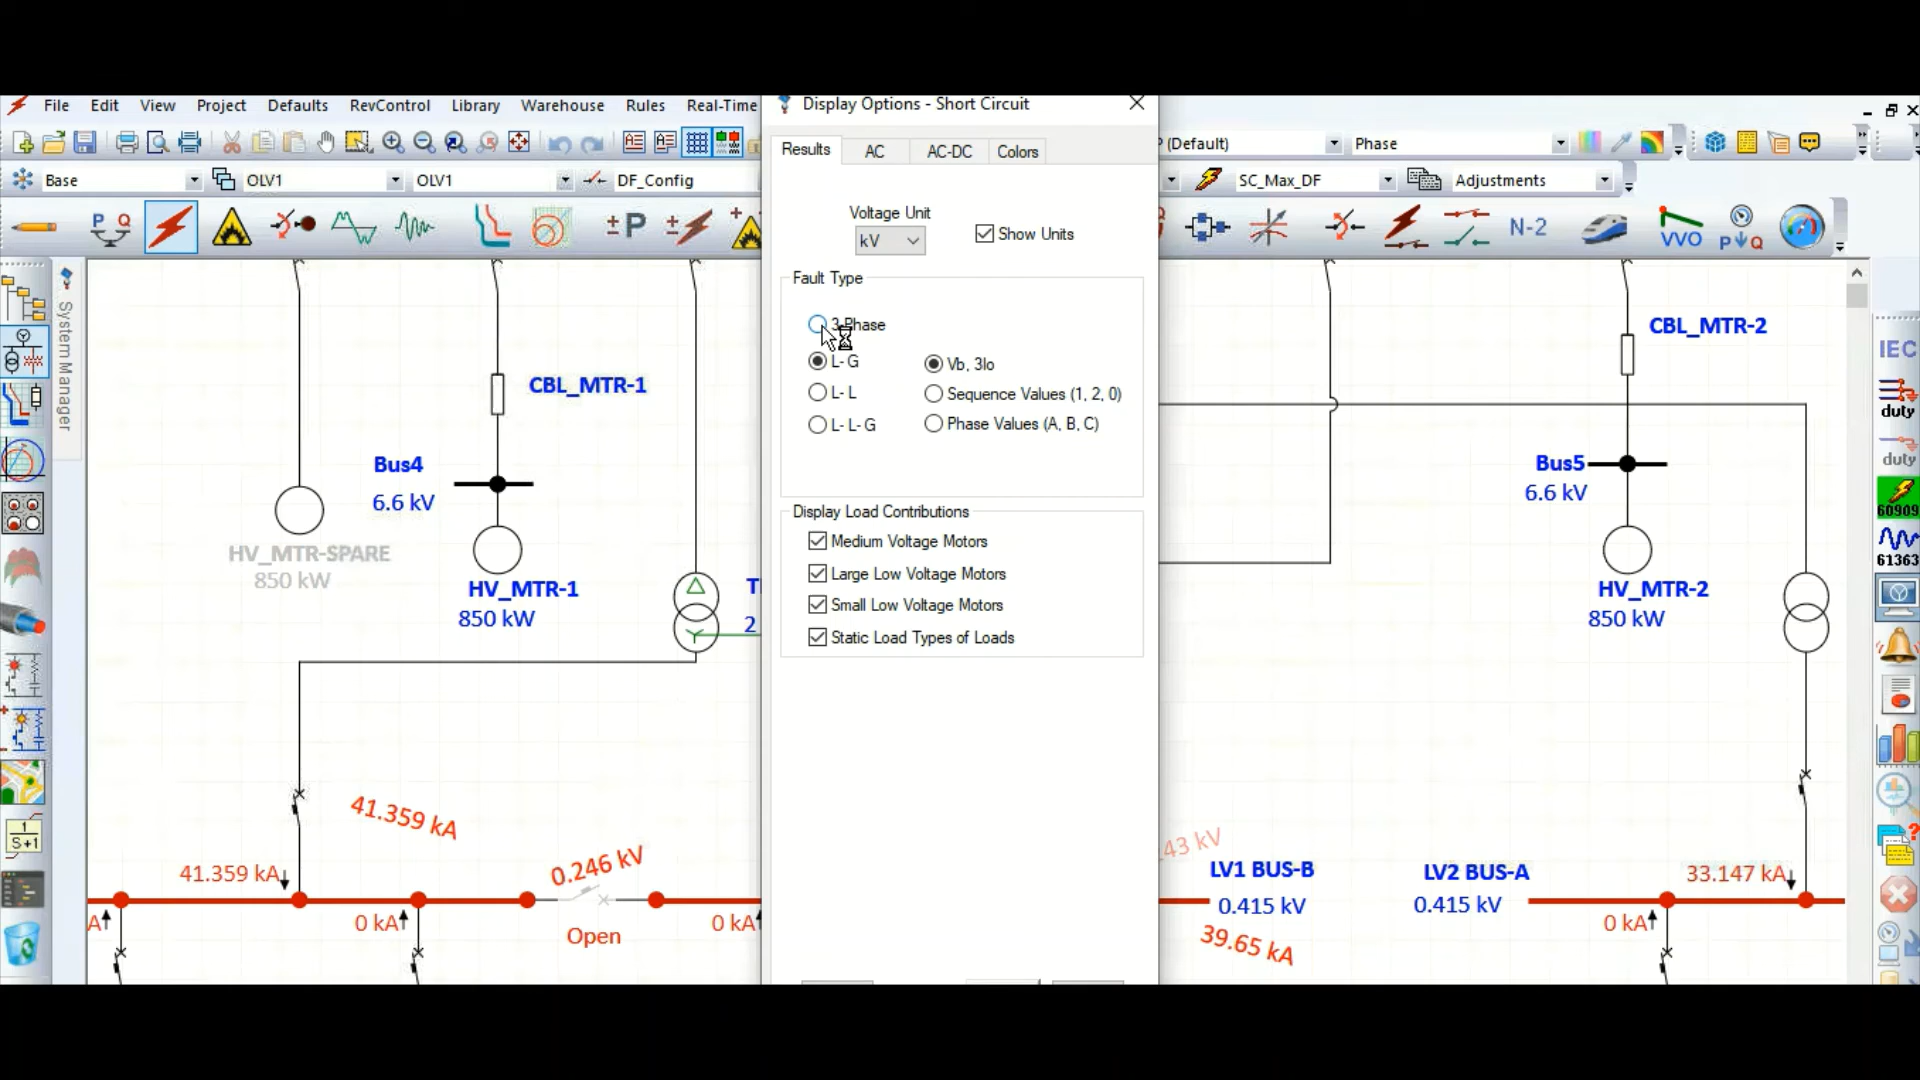 File Edit View Project Defaults RevControl Library Warehouse Rules Real-Time
Display Options - Short Circuit
(Default)
Phase
Base
OLV1
OLV1
DF_Config
SC_Max_DF
Adjustments
P Q
± P
N-2
VVO
P Q
Results
AC
AC-DC
Colors
Voltage Unit
kV
Show Units
Fault Type
3-Phase
L- G
L- L
L- L- G
Vb, 3Io
Sequence Values (1, 2, 0)
Phase Values (A, B, C)
Display Load Contributions
Medium Voltage Motors
Large Low Voltage Motors
Small Low Voltage Motors
Static Load Types of Loads
System Manager
1
S+1
CBL_MTR-1
Bus4
6.6 kV
HV_MTR-SPARE
850 kW
HV_MTR-1
850 kW
2
41.359 kA
41.359 kA
0.246 kV
0 kA
Open
0 kA
CBL_MTR-2
Bus5
6.6 kV
HV_MTR-2
850 kW
43 kV
LV1 BUS-B
0.415 kV
39.65 kA
LV2 BUS-A
0.415 kV
33.147 kA
0 kA
IEC
duty
duty
60909
61363